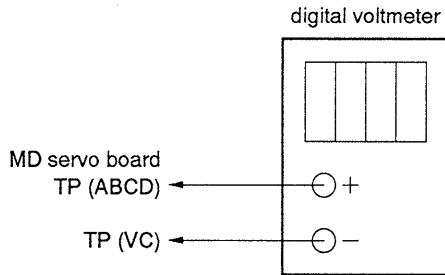 digital voltmeter
MD servo board
TP (ABCD)
+
TP (VC)
–